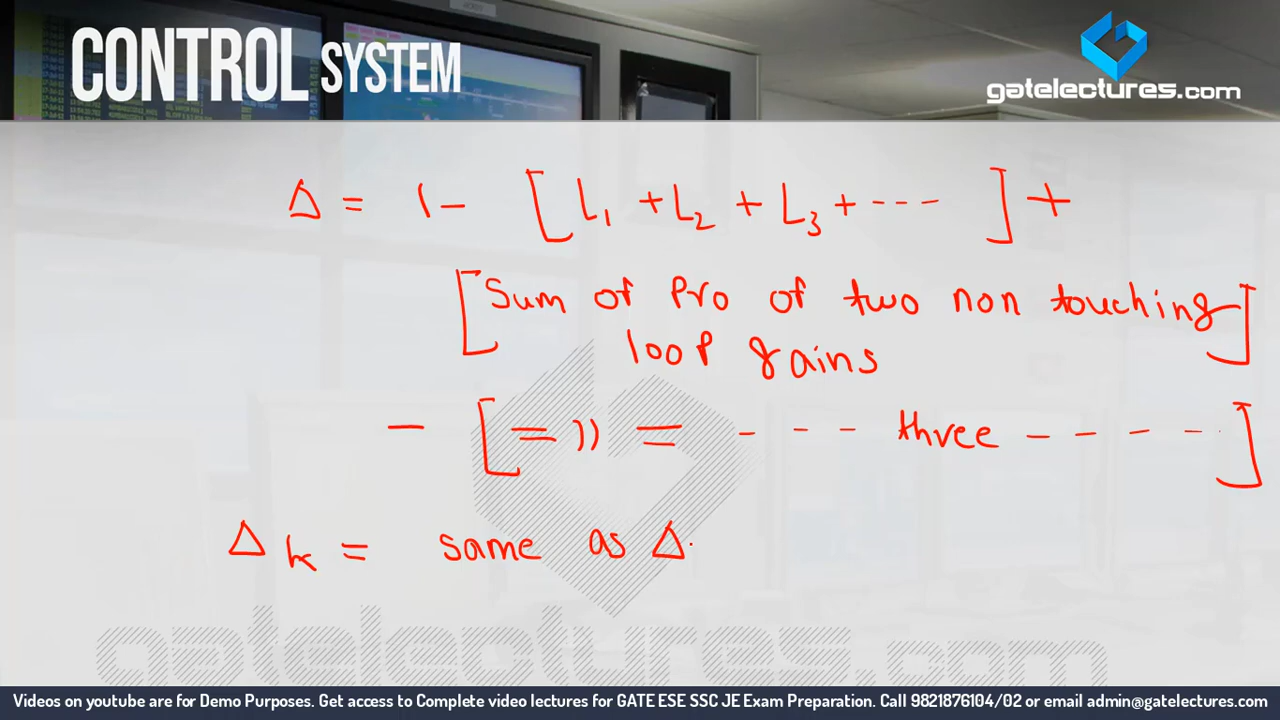 CONTROL SYSTEM
gatelectures.com
Δ = 1 - [ L₁ + L₂ + L₃ + --- ] +
[ Sum of Pro of two non touching
loop gains ]
- [ = )) = - - - three - - - - - ]
Δₖ = same as Δ.
gatelectures.com
Videos on youtube are for Demo Purposes. Get access to Complete video lectures for GATE ESE SSC JE Exam Preparation. Call 9821876104/02 or email admin@gatelectures.com